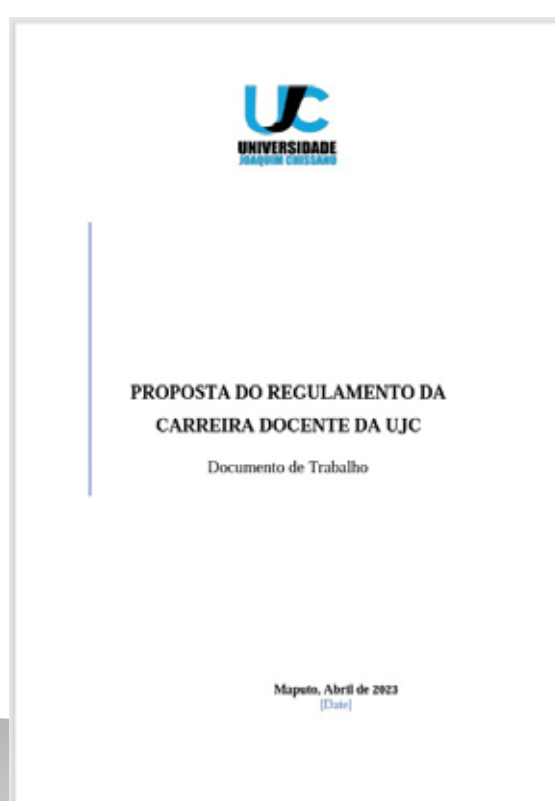 UJC
UNIVERSIDADE
JOAQUIM CHISSANO
PROPOSTA DO REGULAMENTO DA
CARREIRA DOCENTE DA UJC
Documento de Trabalho
Maputo, Abril de 2023
[Date]